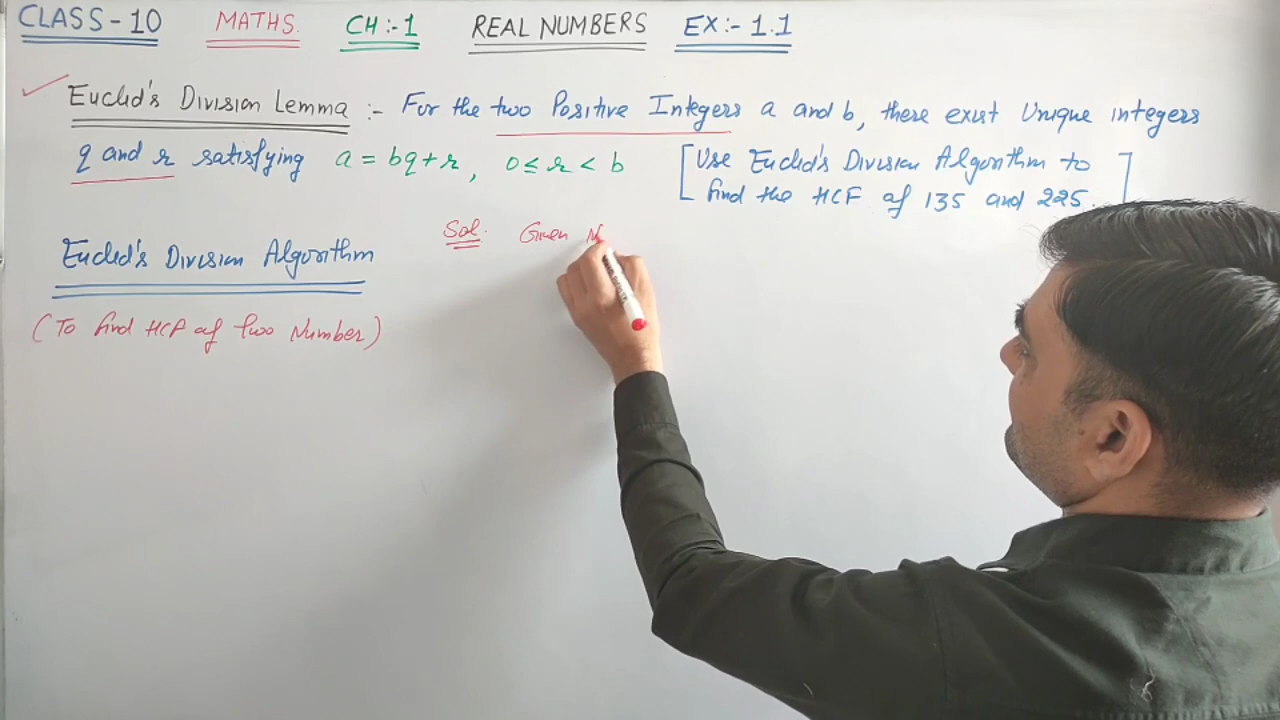 CLASS-10 MATHS. CH:-1 REAL NUMBERS EX:- 1.1
Euclid's Division Lemma :- For the two Positive Integers a and b, there exist Unique integers
q and r satisfying a = bq+r, 0 ≤ r < b
[Use Euclid's Division Algorithm to
find the HCF of 135 and 225.]
Euclid's Division Algorithm
(To find HCF of two Number)
Sol. Given N